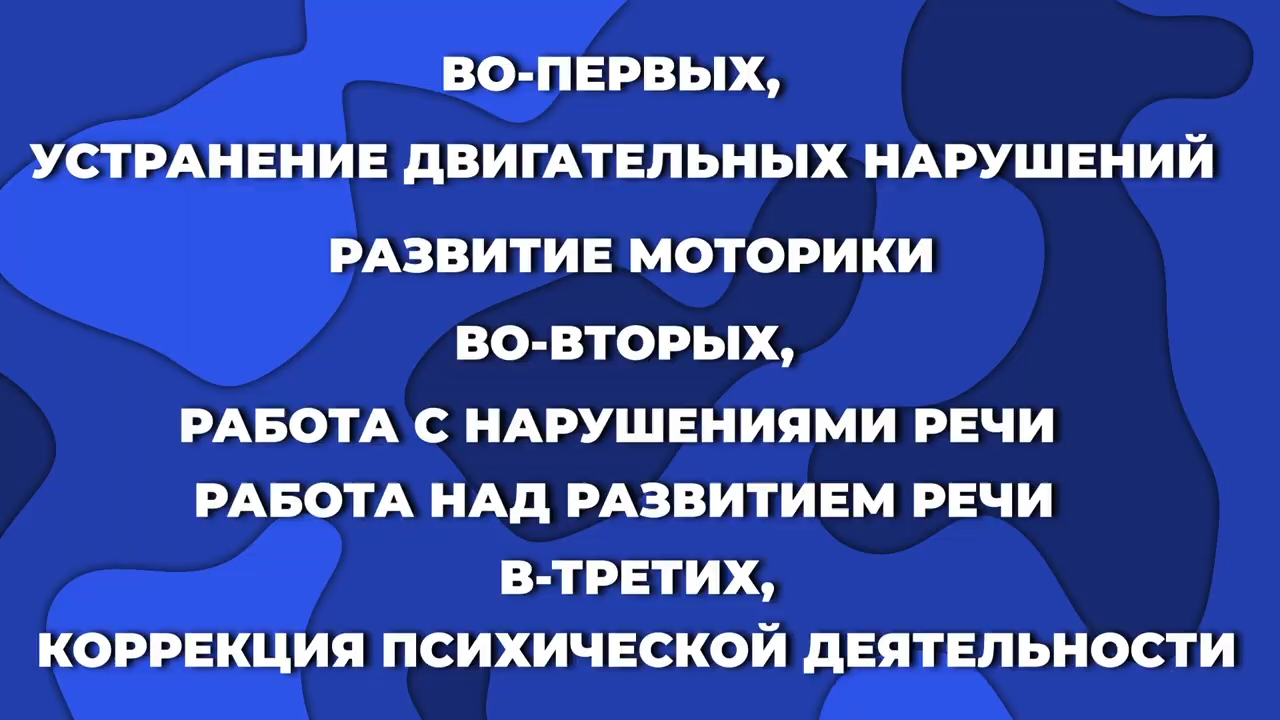 ВО-ПЕРВЫХ,
УСТРАНЕНИЕ ДВИГАТЕЛЬНЫХ НАРУШЕНИЙ
РАЗВИТИЕ МОТОРИКИ
ВО-ВТОРЫХ,
РАБОТА С НАРУШЕНИЯМИ РЕЧИ
РАБОТА НАД РАЗВИТИЕМ РЕЧИ
В-ТРЕТИХ,
КОРРЕКЦИЯ ПСИХИЧЕСКОЙ ДЕЯТЕЛЬНОСТИ